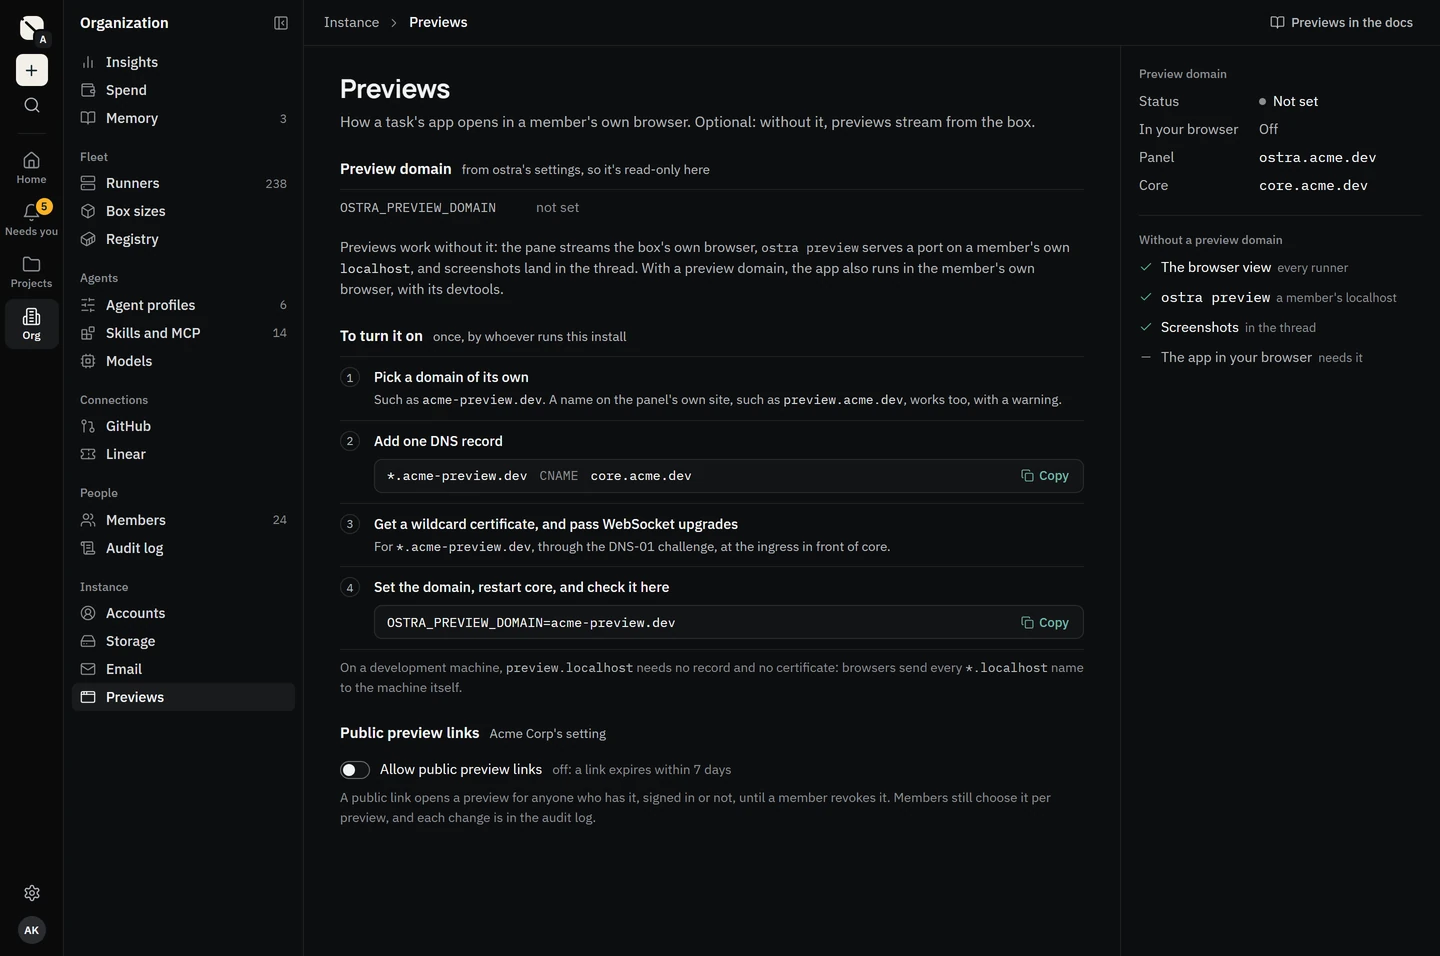 A
Home
5
Needs you
Projects
Org
AK
Organization
Insights
Spend
Memory 3
Fleet
Runners 238
Box sizes
Registry
Agents
Agent profiles 6
Skills and MCP 14
Models
Connections
GitHub
Linear
People
Members 24
Audit log
Instance
Accounts
Storage
Email
Previews
Instance > Previews
Previews in the docs
Previews
How a task's app opens in a member's own browser. Optional: without it, previews stream from the box.
Preview domain from ostra's settings, so it's read-only here
OSTRA_PREVIEW_DOMAIN not set
Previews work without it: the pane streams the box's own browser, ostra preview serves a port on a member's own
localhost, and screenshots land in the thread. With a preview domain, the app also runs in the member's own
browser, with its devtools.
To turn it on once, by whoever runs this install
1 Pick a domain of its own
Such as acme-preview.dev. A name on the panel's own site, such as preview.acme.dev, works too, with a warning.
2 Add one DNS record
*.acme-preview.dev CNAME core.acme.dev Copy
3 Get a wildcard certificate, and pass WebSocket upgrades
For *.acme-preview.dev, through the DNS-01 challenge, at the ingress in front of core.
4 Set the domain, restart core, and check it here
OSTRA_PREVIEW_DOMAIN=acme-preview.dev Copy
On a development machine, preview.localhost needs no record and no certificate: browsers send every *.localhost name
to the machine itself.
Public preview links Acme Corp's setting
Allow public preview links off: a link expires within 7 days
A public link opens a preview for anyone who has it, signed in or not, until a member revokes it. Members still choose it per
preview, and each change is in the audit log.
Preview domain
Status Not set
In your browser Off
Panel ostra.acme.dev
Core core.acme.dev
Without a preview domain
The browser view every runner
ostra preview a member's localhost
Screenshots in the thread
The app in your browser needs it